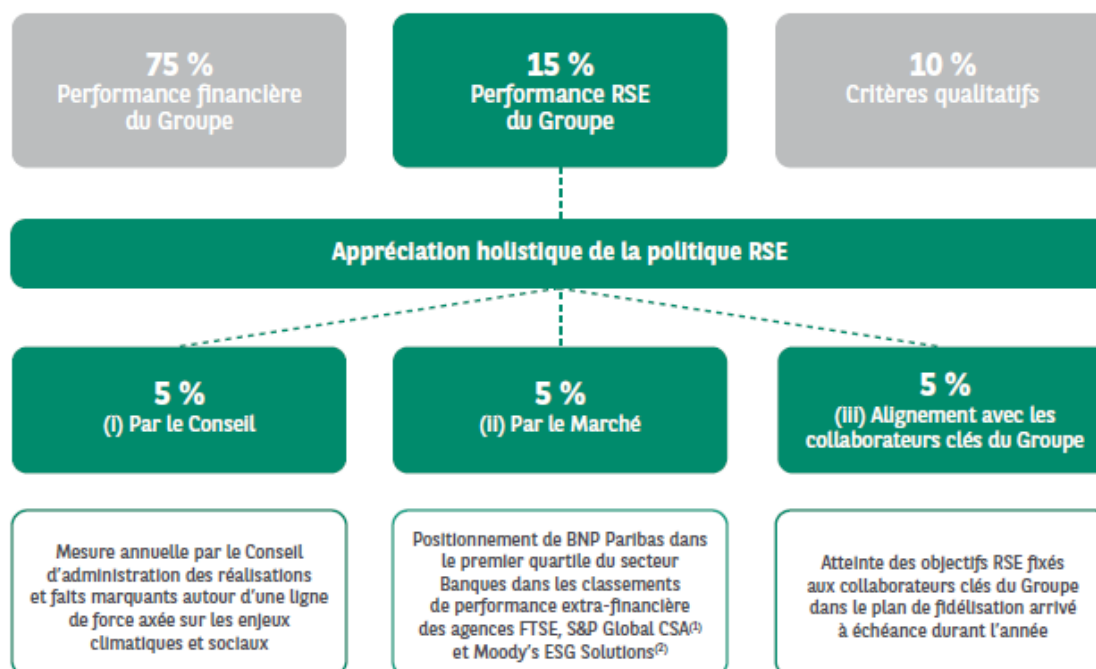 75 %
Performance financière
du Groupe
15 %
Performance RSE
du Groupe
10 %
Critères qualitatifs
Appréciation holistique de la politique RSE
5 %
(i) Par le Conseil
5 %
(ii) Par le Marché
5 %
(iii) Alignement avec les
collaborateurs clés du Groupe
Mesure annuelle par le Conseil
d'administration des réalisations
et faits marquants autour d'une ligne
de force axée sur les enjeux
climatiques et sociaux
Positionnement de BNP Paribas dans
le premier quartile du secteur
Banques dans les classements
de performance extra-financière
des agences FTSE, S&P Global CSA(1)
et Moody's ESG Solutions(2)
Atteinte des objectifs RSE fixés
aux collaborateurs clés du Groupe
dans le plan de fidélisation arrivé
à échéance durant l'année